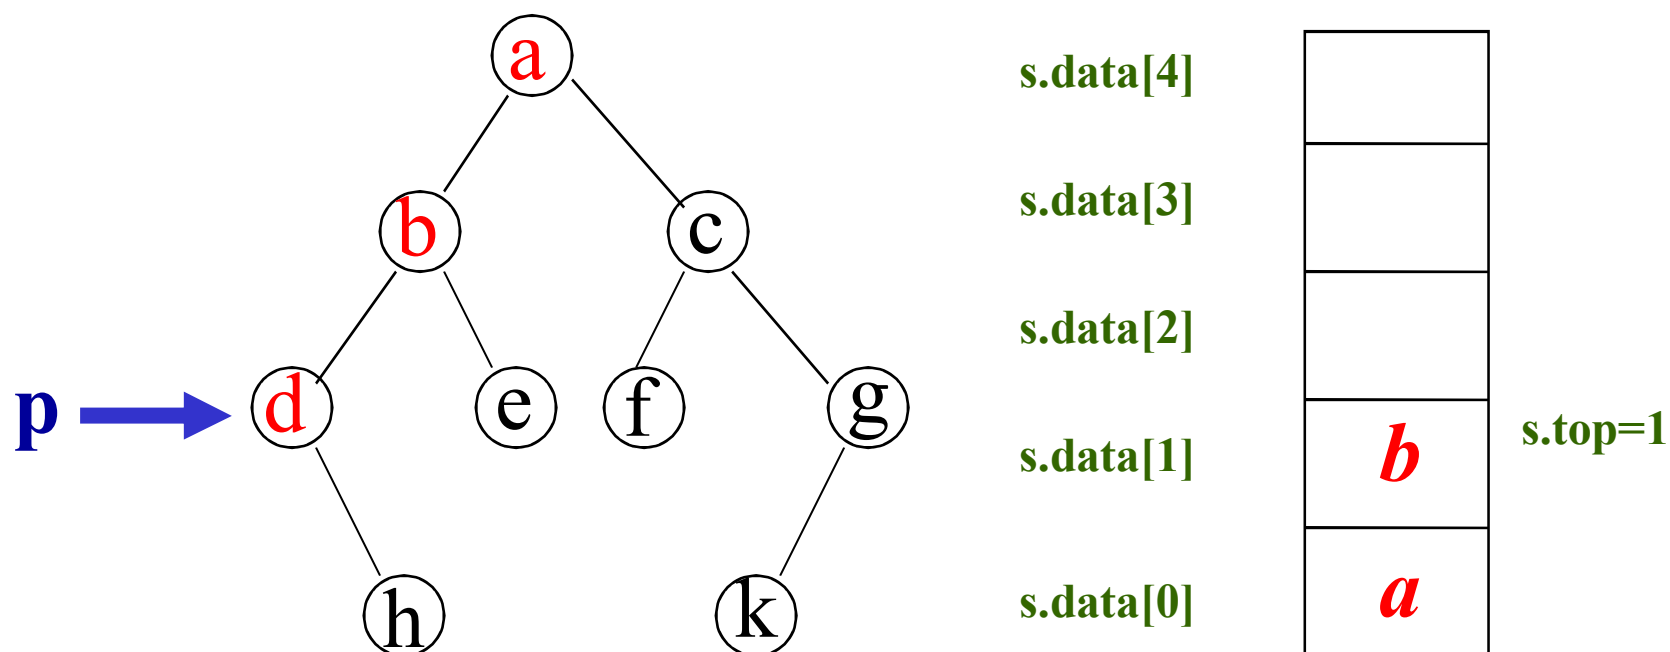 a
b
c
p
d
e
f
g
h
k
s.data[4]
s.data[3]
s.data[2]
s.data[1]
b
s.top=1
s.data[0]
a